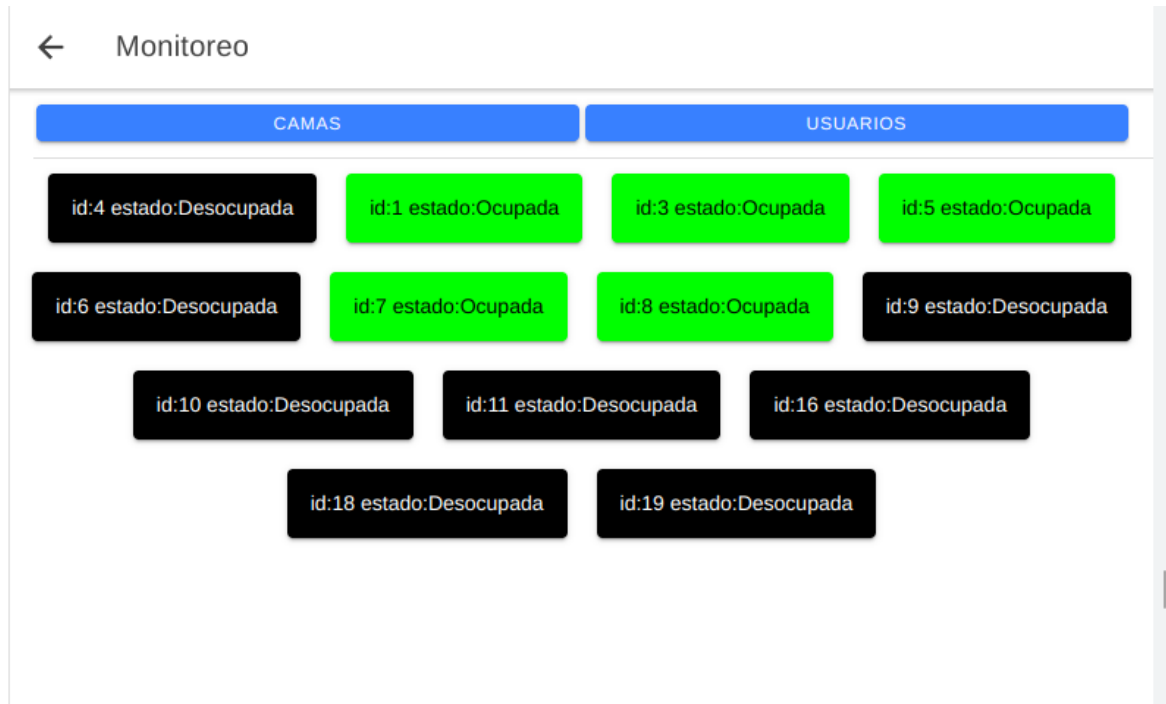 Monitoreo
CAMAS USUARIOS
id:4 estado:Desocupada id:1 estado:Ocupada id:3 estado:Ocupada id:5 estado:Ocupada
id:6 estado:Desocupada id:7 estado:Ocupada id:8 estado:Ocupada id:9 estado:Desocupada
id:10 estado:Desocupada id:11 estado:Desocupada id:16 estado:Desocupada
id:18 estado:Desocupada id:19 estado:Desocupada